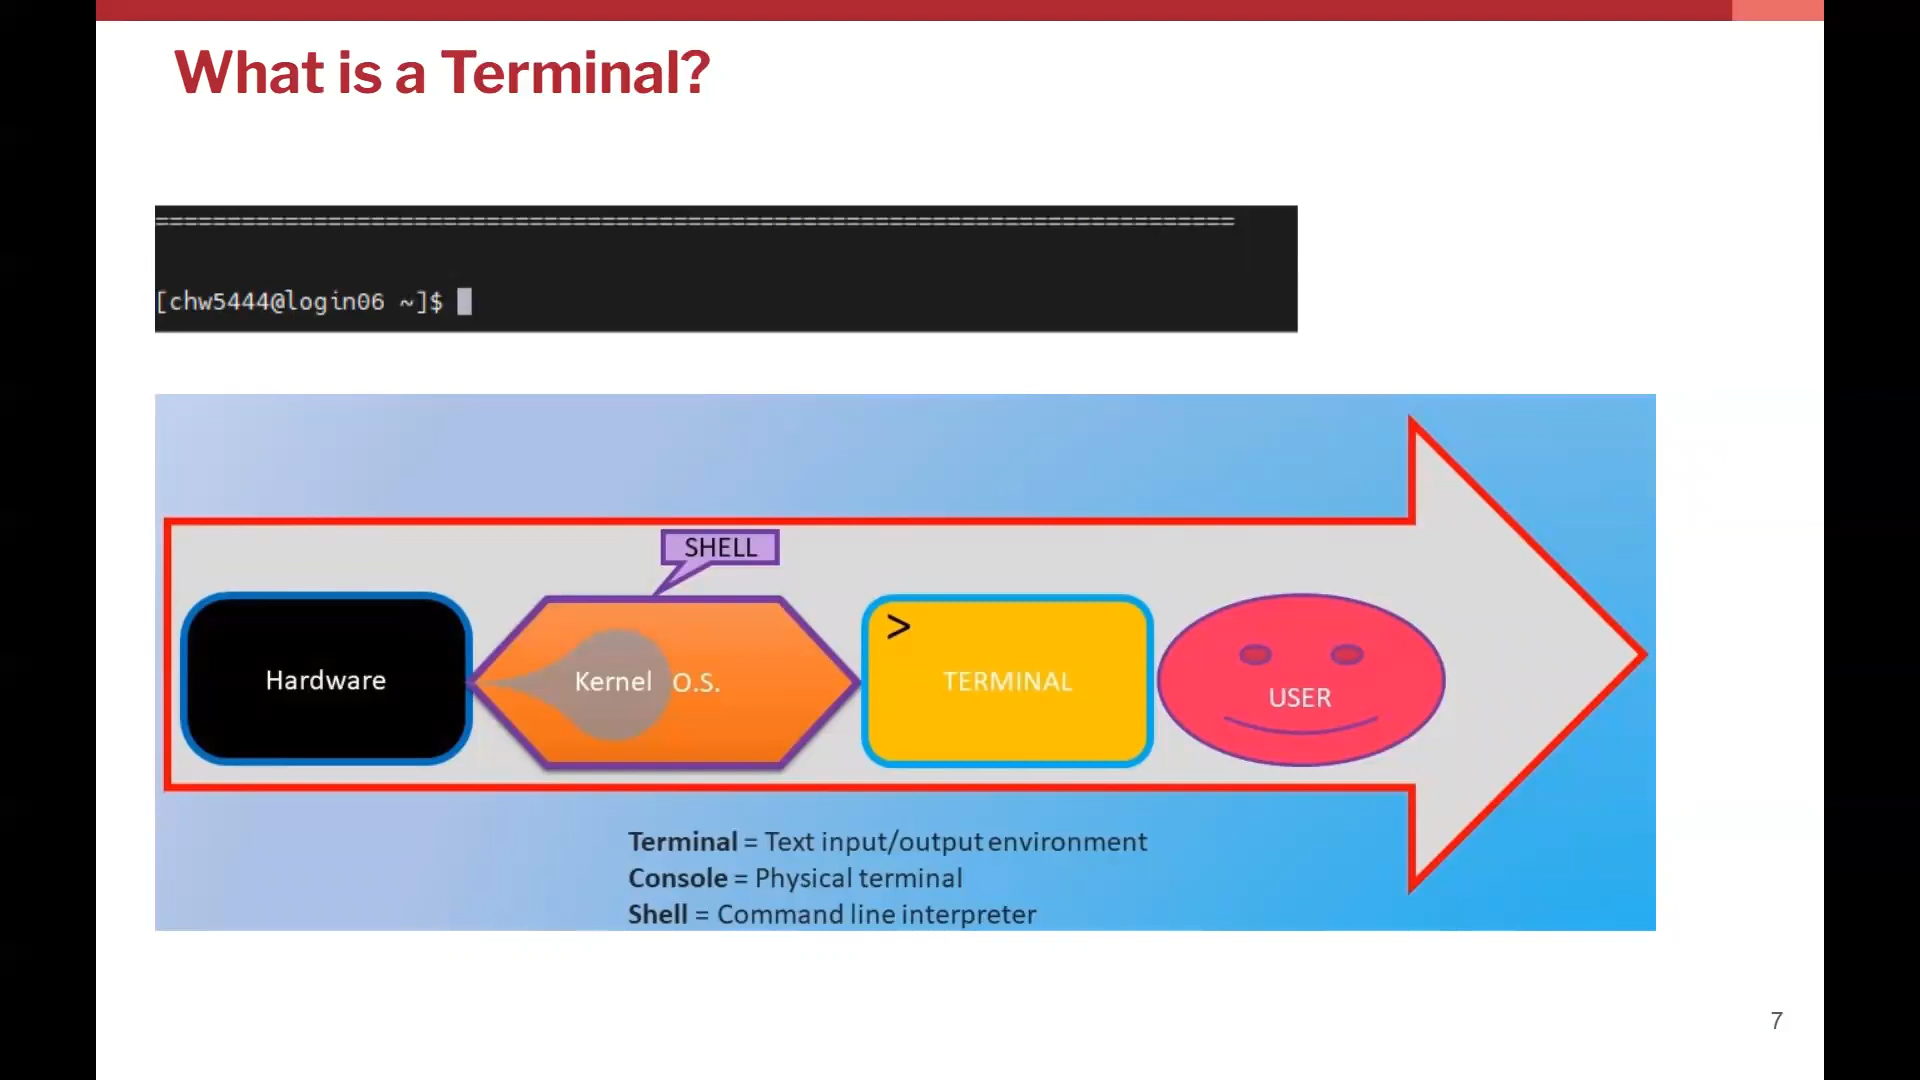 What is a Terminal?
===========================================================================
[chw5444@login06 ~]$
SHELL
Hardware
Kernel O.S.
>
TERMINAL
USER
Terminal = Text input/output environment
Console = Physical terminal
Shell = Command line interpreter
7